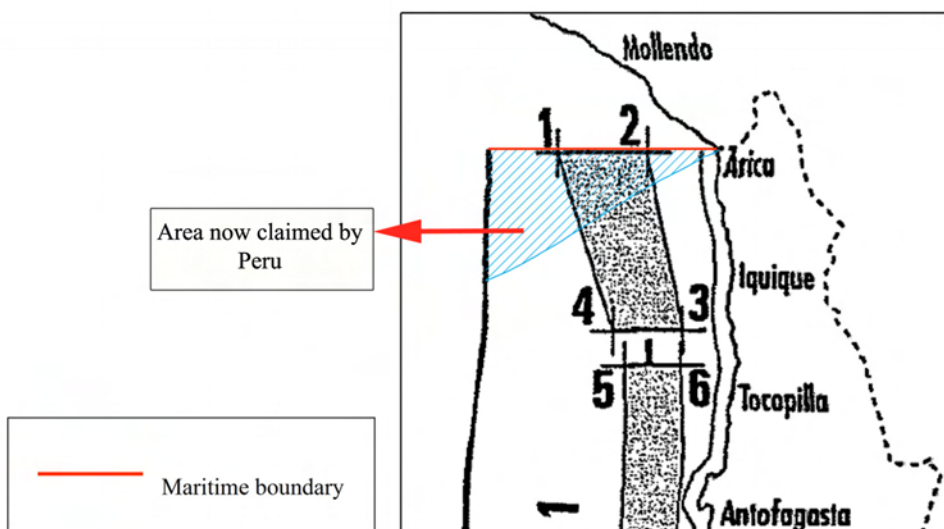 Mollendo
1
2
Arica
Area now claimed by
Peru
Iquique
4
3
5
6
Tocopilla
Maritime boundary
1
Antofagasta